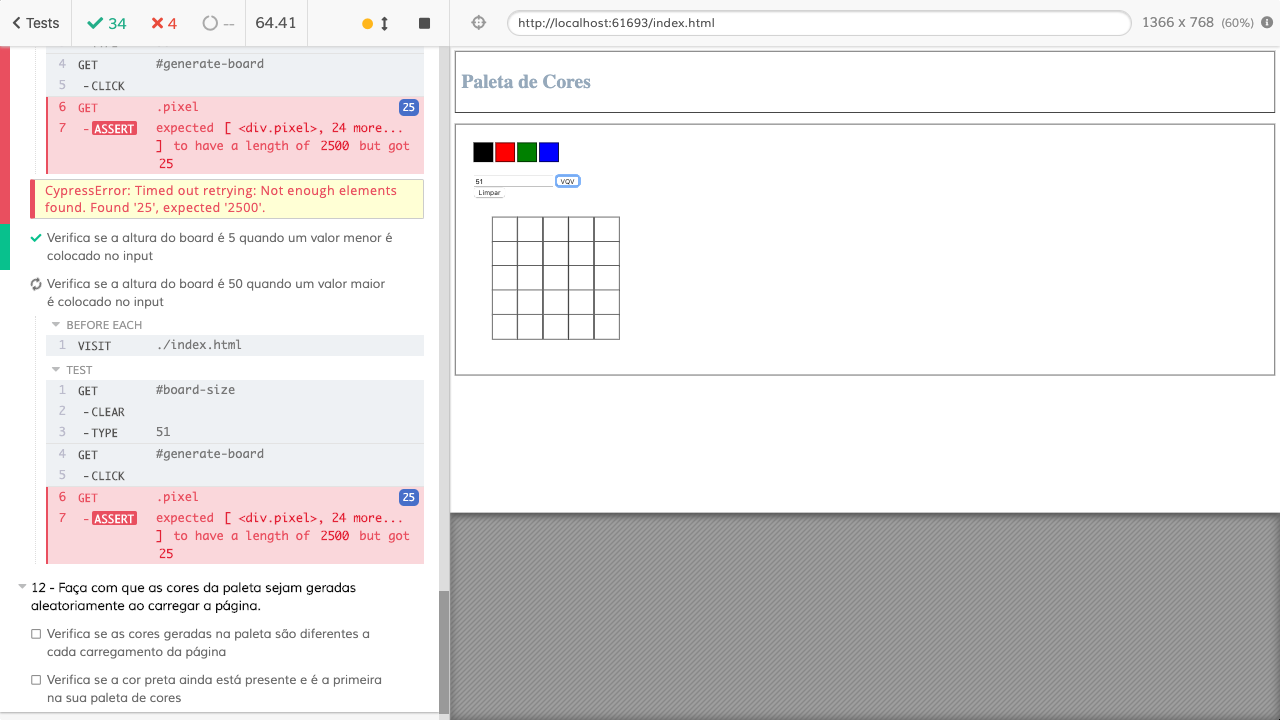 Tests 34 4 -- 64.41 http://localhost:61693/index.html 1366 x 768 (60%)
4 GET #generate-board
5 -CLICK
6 GET .pixel 25
7 -ASSERT expected [ <div.pixel>, 24 more...
] to have a length of 2500 but got
25
CypressError: Timed out retrying: Not enough elements
found. Found '25', expected '2500'.
Verifica se a altura do board é 5 quando um valor menor é
colocado no input
Verifica se a altura do board é 50 quando um valor maior
é colocado no input
BEFORE EACH
1 VISIT ./index.html
TEST
1 GET #board-size
2 -CLEAR
3 -TYPE 51
4 GET #generate-board
5 -CLICK
6 GET .pixel 25
7 -ASSERT expected [ <div.pixel>, 24 more...
] to have a length of 2500 but got
25
12 - Faça com que as cores da paleta sejam geradas
aleatoriamente ao carregar a página.
Verifica se as cores geradas na paleta são diferentes a
cada carregamento da página
Verifica se a cor preta ainda está presente e é a primeira
na sua paleta de cores
Paleta de Cores
51 VQV
Limpar